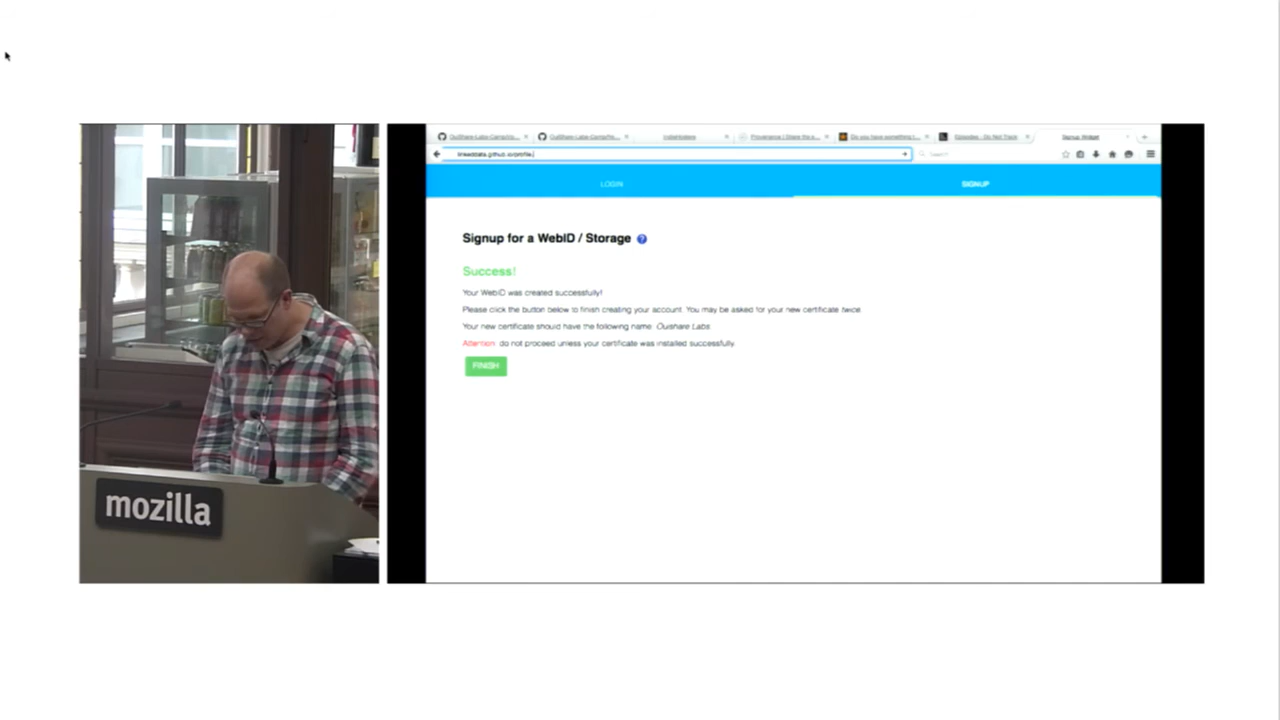 mozilla
Search
LOGIN
SIGNUP
Signup for a WebID / Storage ?
Success!
Your WebID was created successfully!
Please click the button below to finish creating your account. You may be asked for your new certificate twice.
Your new certificate should have the following name: Ouishare Labs
Attention: do not proceed unless your certificate was installed successfully.
FINISH